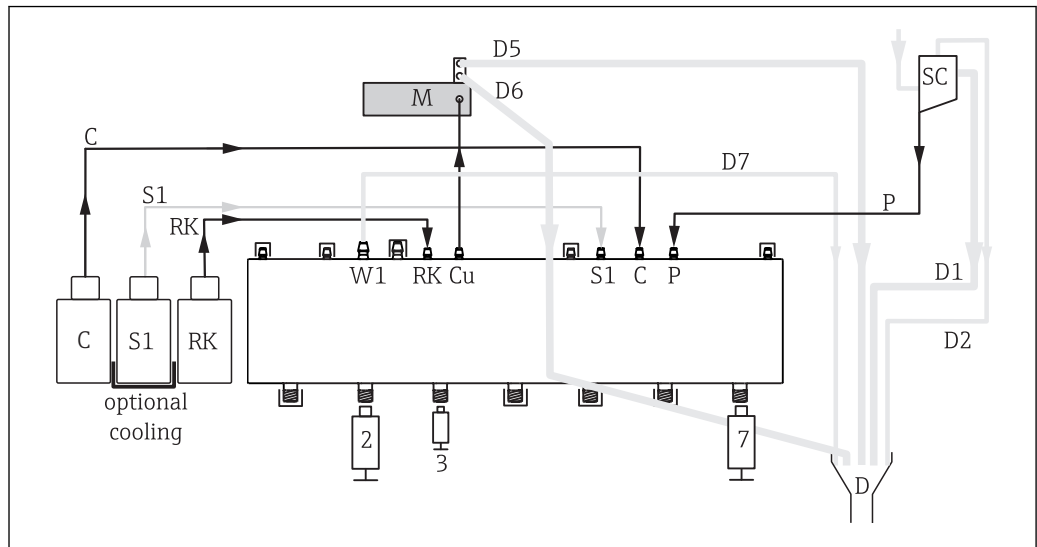 D5
SC
M
D6
C
D7
S1
P
RK
W1
RK
Cu
S1
C
P
D1
C
S1
RK
D2
optional
cooling
2
3
7
D